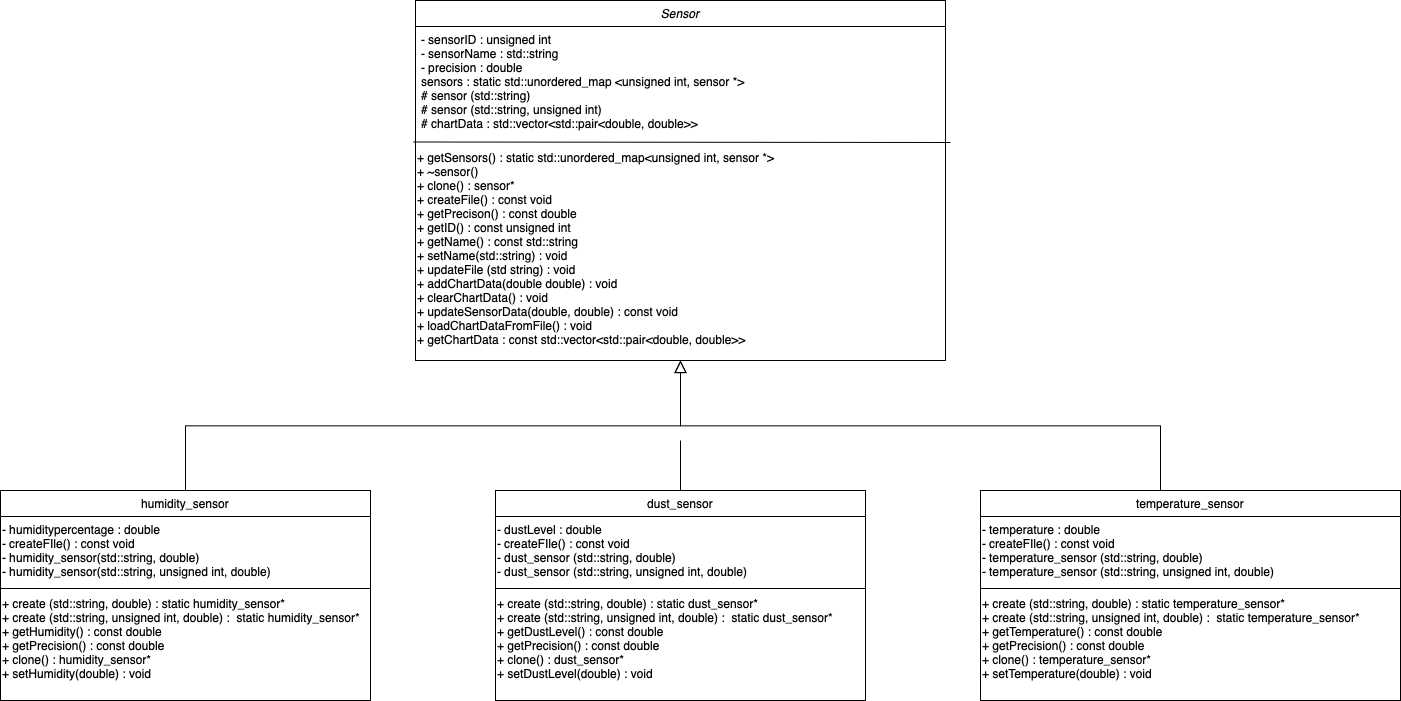 Sensor
- sensorID : unsigned int
- sensorName : std::string
- precision : double
sensors : static std::unordered_map <unsigned int, sensor *>
# sensor (std::string)
# sensor (std::string, unsigned int)
# chartData : std::vector<std::pair<double, double>>
+ getSensors() : static std::unordered_map<unsigned int, sensor *>
+ ~sensor()
+ clone() : sensor*
+ createFile() : const void
+ getPrecison() : const double
+ getID() : const unsigned int
+ getName() : const std::string
+ setName(std::string) : void
+ updateFile (std string) : void
+ addChartData(double double) : void
+ clearChartData() : void
+ updateSensorData(double, double) : const void
+ loadChartDataFromFile() : void
+ getChartData : const std::vector<std::pair<double, double>>
humidity_sensor
- humiditypercentage : double
- createFIle() : const void
- humidity_sensor(std::string, double)
- humidity_sensor(std::string, unsigned int, double)
+ create (std::string, double) : static humidity_sensor*
+ create (std::string, unsigned int, double) :  static humidity_sensor*
+ getHumidity() : const double
+ getPrecision() : const double
+ clone() : humidity_sensor*
+ setHumidity(double) : void
dust_sensor
- dustLevel : double
- createFIle() : const void
- dust_sensor (std::string, double)
- dust_sensor (std::string, unsigned int, double)
+ create (std::string, double) : static dust_sensor*
+ create (std::string, unsigned int, double) :  static dust_sensor*
+ getDustLevel() : const double
+ getPrecision() : const double
+ clone() : dust_sensor*
+ setDustLevel(double) : void
temperature_sensor
- temperature : double
- createFIle() : const void
- temperature_sensor (std::string, double)
- temperature_sensor (std::string, unsigned int, double)
+ create (std::string, double) : static temperature_sensor*
+ create (std::string, unsigned int, double) :  static temperature_sensor*
+ getTemperature() : const double
+ getPrecision() : const double
+ clone() : temperature_sensor*
+ setTemperature(double) : void